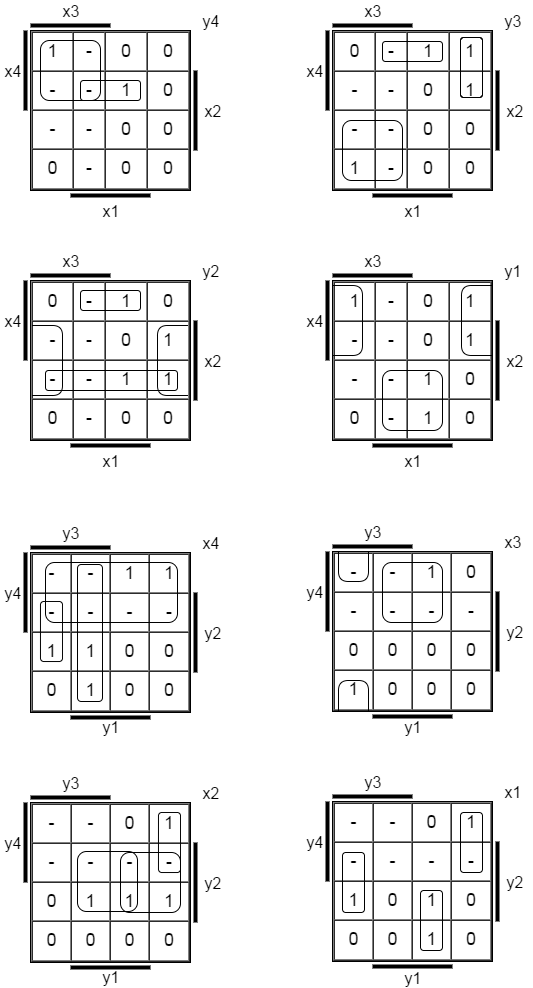 x3 y4 x3 y3
1 - 0 0 0 - 1 1
x4 x4
- - 1 0 - - 0 1
x2 x2
- - 0 0 - - 0 0
0 - 0 0 1 - 0 0
x1 x1
x3 y2 x3 y1
0 - 1 0 1 - 0 1
x4 x4
- - 0 1 - - 0 1
x2 x2
- - 1 1 - - 1 0
0 - 0 0 0 - 1 0
x1 x1
y3 x4 y3 x3
- - 1 1 - - 1 0
y4 y4
- - - - - - - -
y2 y2
1 1 0 0 0 0 0 0
0 1 0 0 1 0 0 0
y1 y1
y3 x2 y3 x1
- - 0 1 - - 0 1
y4 y4
- - - - - - - -
y2 y2
0 1 1 1 1 0 1 0
0 0 0 0 0 0 1 0
y1 y1